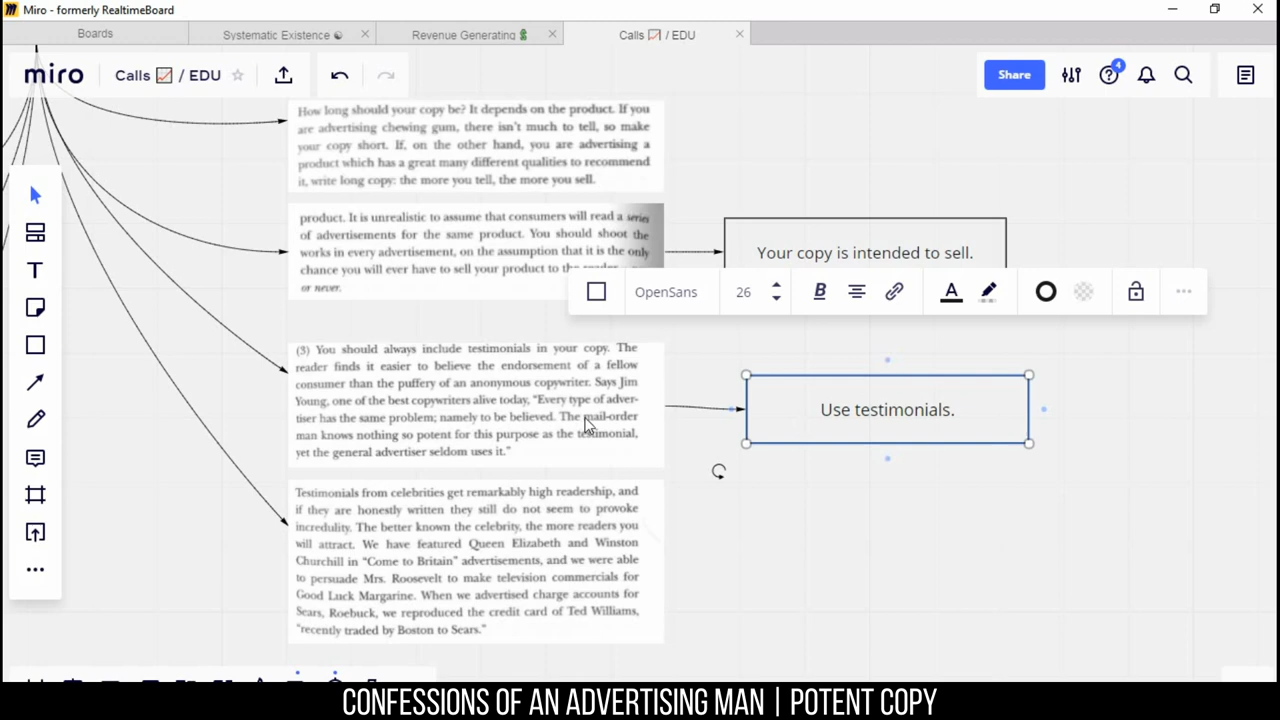 Miro - formerly RealtimeBoard
Boards
Systematic Existence
Revenue Generating
Calls 📈 / EDU
miro
Calls 📈 / EDU
Share
4
How long should your copy be? It depends on the product. If you
are advertising chewing gum, there isn't much to tell, so make
your copy short. If, on the other hand, you are advertising a
product which has a great many different qualities to recommend
it, write long copy: the more you tell, the more you sell.
product. It is unrealistic to assume that consumers will read a series
of advertisements for the same product. You should shoot the
works in every advertisement, on the assumption that it is the only
chance you will ever have to sell your product to the
or never.
Your copy is intended to sell.
OpenSans
26
B
A
(3) You should always include testimonials in your copy. The
reader finds it easier to believe the endorsement of a fellow
consumer than the puffery of an anonymous copywriter. Says Jim
Young, one of the best copywriters alive today, "Every type of adver-
tiser has the same problem; namely to be believed. The mail-order
man knows nothing so potent for this purpose as the testimonial,
yet the general advertiser seldom uses it."
Use testimonials.
Testimonials from celebrities get remarkably high readership, and
if they are honestly written they still do not seem to provoke
incredulity. The better known the celebrity, the more readers you
will attract. We have featured Queen Elizabeth and Winston
Churchill in "Come to Britain" advertisements, and we were able
to persuade Mrs. Roosevelt to make television commercials for
Good Luck Margarine. When we advertised charge accounts for
Sears, Roebuck, we reproduced the credit card of Ted Williams,
"recently traded by Boston to Sears."
CONFESSIONS OF AN ADVERTISING MAN | POTENT COPY